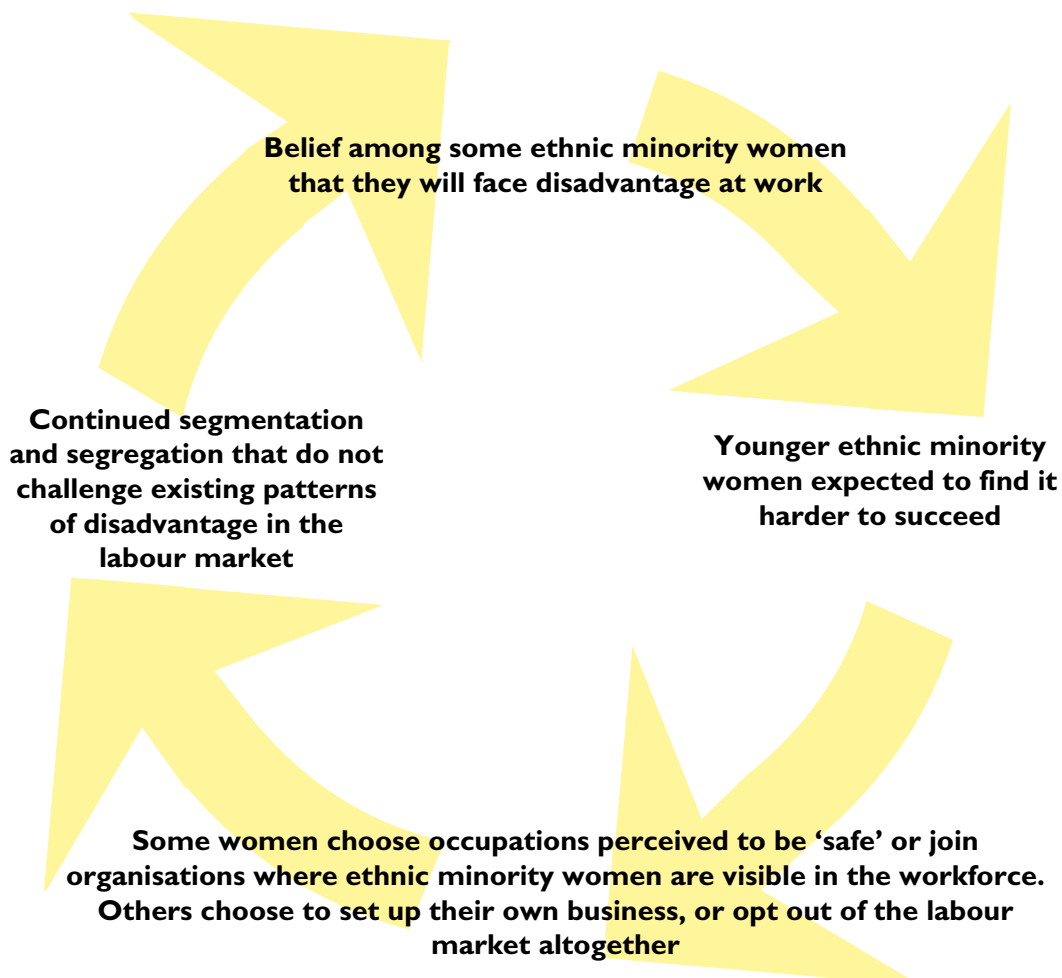 Belief among some ethnic minority women
that they will face disadvantage at work
Younger ethnic minority
women expected to find it
harder to succeed
Some women choose occupations perceived to be ‘safe’ or join
organisations where ethnic minority women are visible in the workforce.
Others choose to set up their own business, or opt out of the labour
market altogether
Continued segmentation
and segregation that do not
challenge existing patterns
of disadvantage in the
labour market